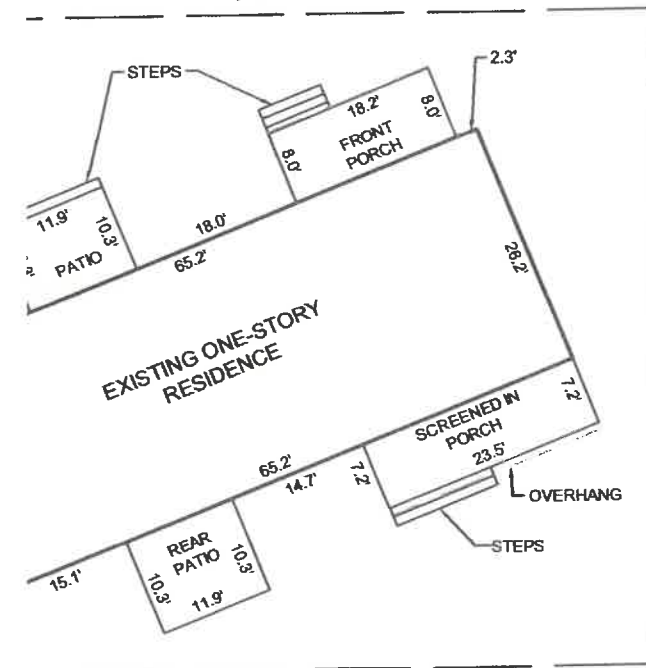 2.3'
STEPS
18.2'
8.0'
FRONT
PORCH
8.0'
11.9'
10.3'
PATIO
18.0'
65.2'
26.2'
EXISTING ONE-STORY
RESIDENCE
SCREENED IN
PORCH
23.5'
7.2'
7.2'
65.2'
14.7'
OVERHANG
STEPS
REAR
PATIO
10.3'
10.3'
11.9'
15.1'